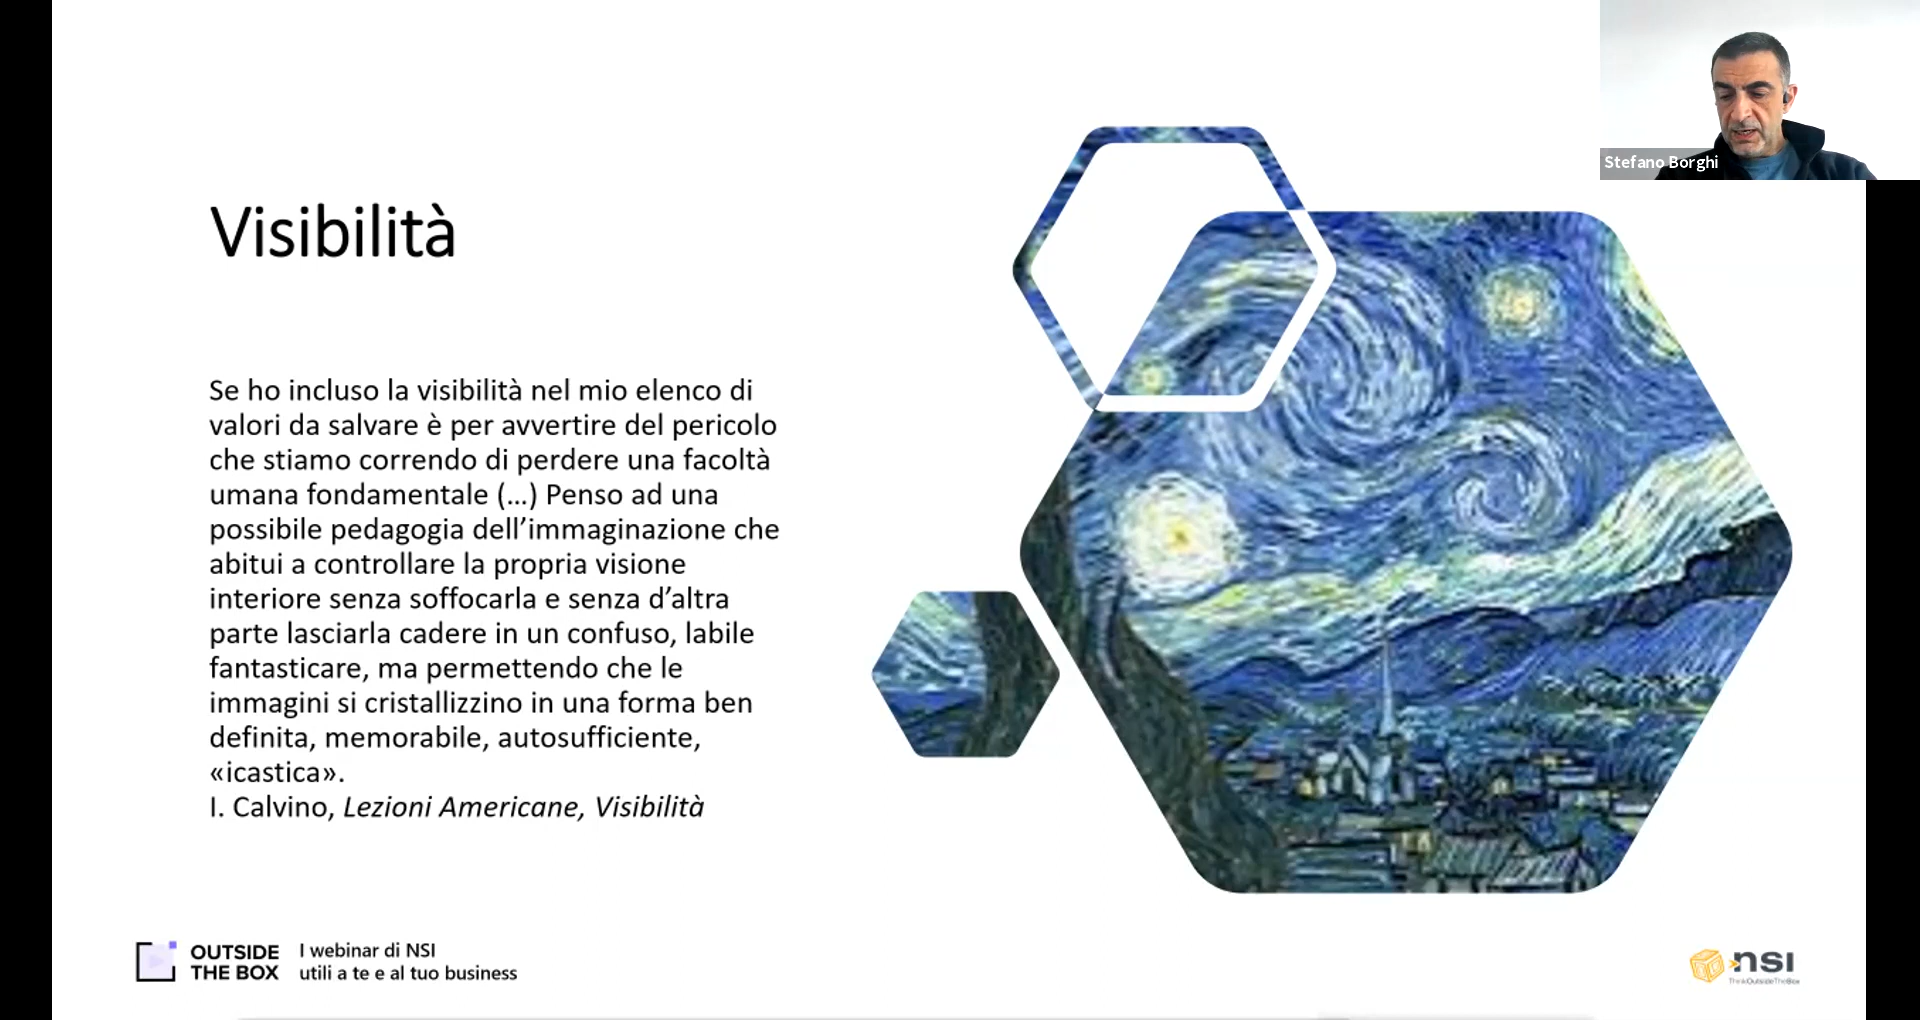 Stefano Borghi
Visibilità
Se ho incluso la visibilità nel mio elenco di
valori da salvare è per avvertire del pericolo
che stiamo correndo di perdere una facoltà
umana fondamentale (…) Penso ad una
possibile pedagogia dell’immaginazione che
abitui a controllare la propria visione
interiore senza soffocarla e senza d’altra
parte lasciarla cadere in un confuso, labile
fantasticare, ma permettendo che le
immagini si cristallizzino in una forma ben
definita, memorabile, autosufficiente,
«icastica».
I. Calvino, Lezioni Americane, Visibilità
OUTSIDE
THE BOX
I webinar di NSI
utili a te e al tuo business
nsi
ThinkOutsideTheBox